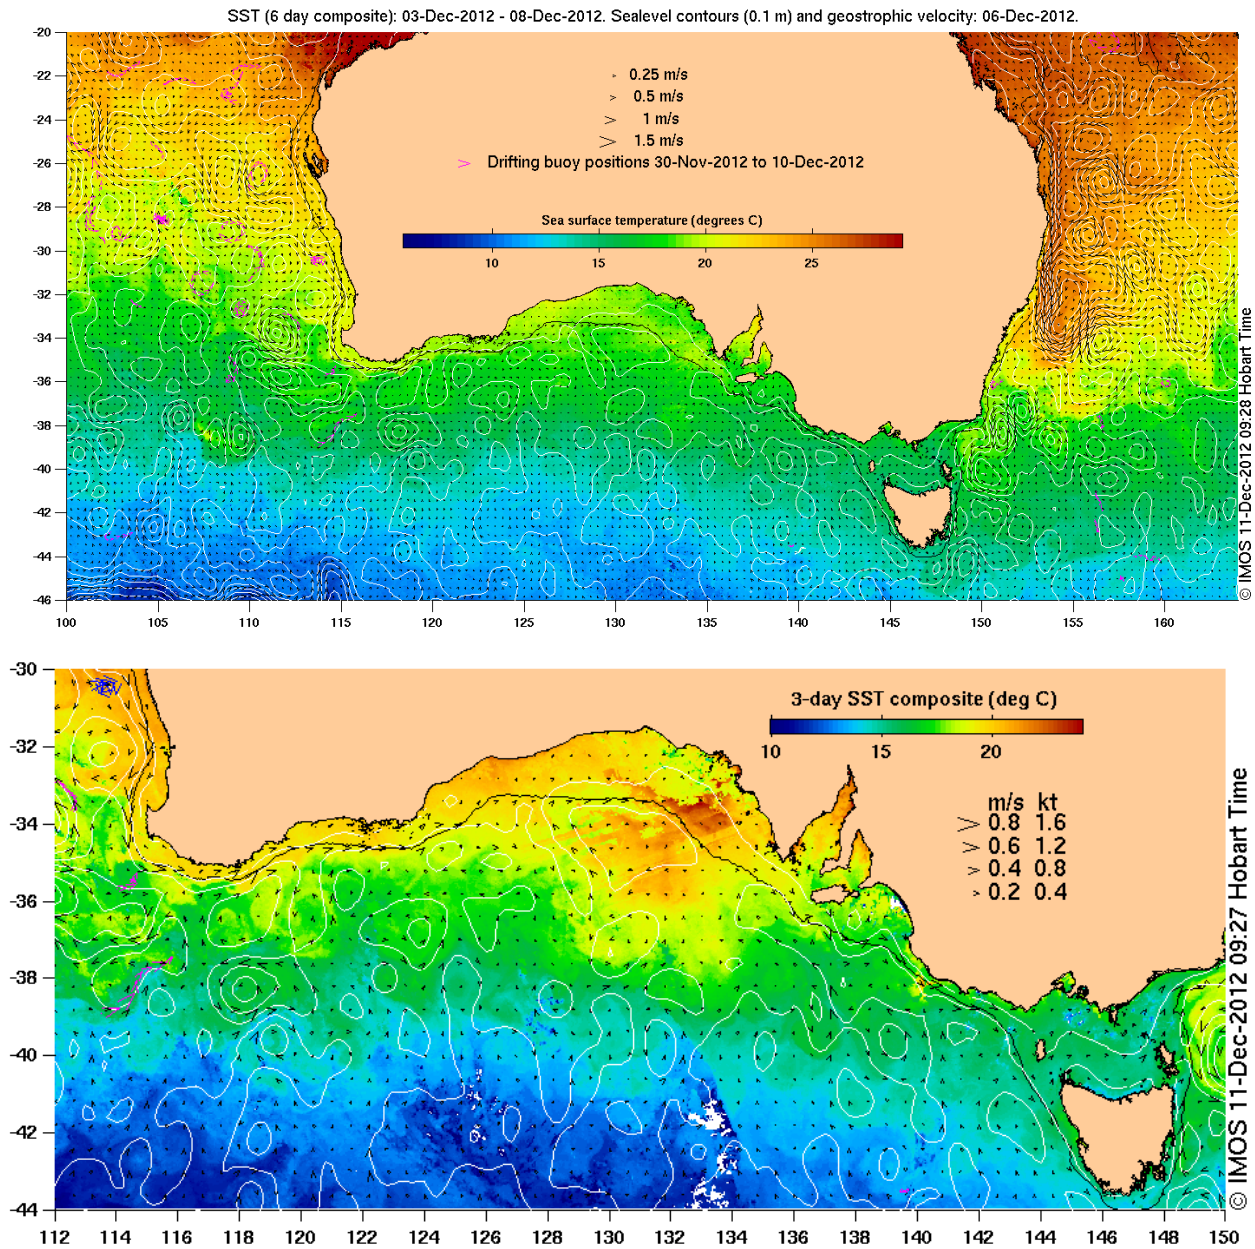 SST (6 day composite): 03-Dec-2012 - 08-Dec-2012. Sealevel contours (0.1 m) and geostrophic velocity: 06-Dec-2012.
-20
-22
-24
-26
-28
-30
-32
-34
-36
-38
-40
-42
-44
-46
0.25 m/s
0.5 m/s
1 m/s
1.5 m/s
Drifting buoy positions 30-Nov-2012 to 10-Dec-2012
Sea surface temperature (degrees C)
10 15 20 25
100 105 110 115 120 125 130 135 140 145 150 155 160
© IMOS 11-Dec-2012 09:28 Hobart Time
-30
-32
-34
-36
-38
-40
-42
-44
3-day SST composite (deg C)
10 15 20
m/s kt
0.8 1.6
0.6 1.2
0.4 0.8
0.2 0.4
112 114 116 118 120 122 124 126 128 130 132 134 136 138 140 142 144 146 148 150
© IMOS 11-Dec-2012 09:27 Hobart Time